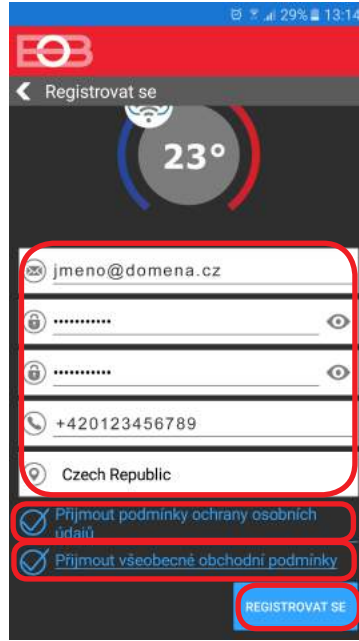 29% 13:14
EOB
Registrovat se
23°
jmeno@domena.cz
•••••••••••
•••••••••••
+420123456789
Czech Republic
Přijmout podmínky ochrany osobních
údajů
Přijmout všeobecné obchodní podmínky
REGISTROVAT SE